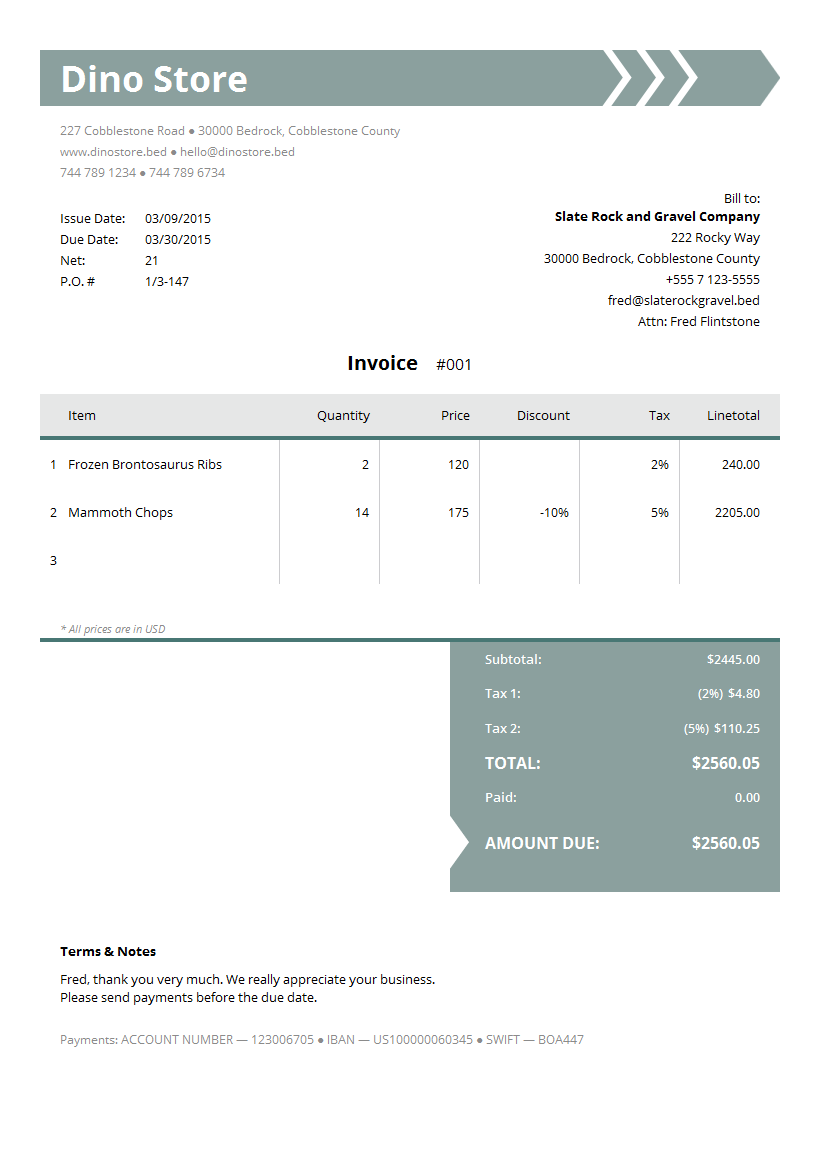 Dino Store
227 Cobblestone Road ● 30000 Bedrock, Cobblestone County
www.dinostore.bed ● hello@dinostore.bed
744 789 1234 ● 744 789 6734
Issue Date: 03/09/2015
Due Date: 03/30/2015
Net: 21
P.O. # 1/3-147
Bill to:
Slate Rock and Gravel Company
222 Rocky Way
30000 Bedrock, Cobblestone County
+555 7 123-5555
fred@slaterockgravel.bed
Attn: Fred Flintstone
Invoice #001
Item Quantity Price Discount Tax Linetotal
1 Frozen Brontosaurus Ribs 2 120 2% 240.00
2 Mammoth Chops 14 175 -10% 5% 2205.00
3
* All prices are in USD
Subtotal: $2445.00
Tax 1: (2%) $4.80
Tax 2: (5%) $110.25
TOTAL: $2560.05
Paid: 0.00
AMOUNT DUE: $2560.05
Terms & Notes
Fred, thank you very much. We really appreciate your business.
Please send payments before the due date.
Payments: ACCOUNT NUMBER — 123006705 ● IBAN — US100000060345 ● SWIFT — BOA447